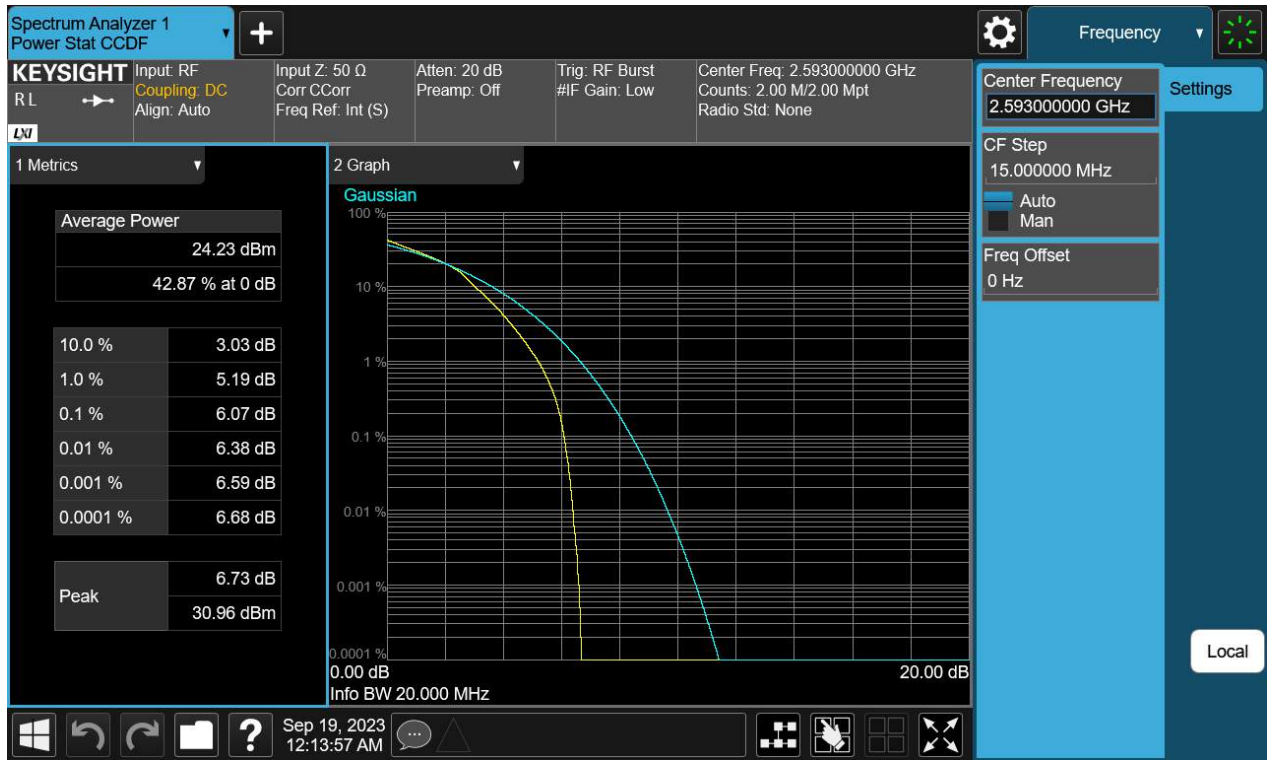 Spectrum Analyzer 1
Power Stat CCDF
Frequency
KEYSIGHT
RL
LXI
Input: RF
Coupling: DC
Align: Auto
Input Z: 50 Ω
Corr CCorr
Freq Ref: Int (S)
Atten: 20 dB
Preamp: Off
Trig: RF Burst
#IF Gain: Low
Center Freq: 2.593000000 GHz
Counts: 2.00 M/2.00 Mpt
Radio Std: None
Center Frequency
2.593000000 GHz
Settings
CF Step
15.000000 MHz
Auto
Man
Freq Offset
0 Hz
1 Metrics
Average Power
24.23 dBm
42.87 % at 0 dB
10.0 % 3.03 dB
1.0 % 5.19 dB
0.1 % 6.07 dB
0.01 % 6.38 dB
0.001 % 6.59 dB
0.0001 % 6.68 dB
Peak
6.73 dB
30.96 dBm
2 Graph
Gaussian
100 %
10 %
1 %
0.1 %
0.01 %
0.001 %
0.0001 %
0.00 dB 20.00 dB
Info BW 20.000 MHz
Local
?
Sep 19, 2023
12:13:57 AM